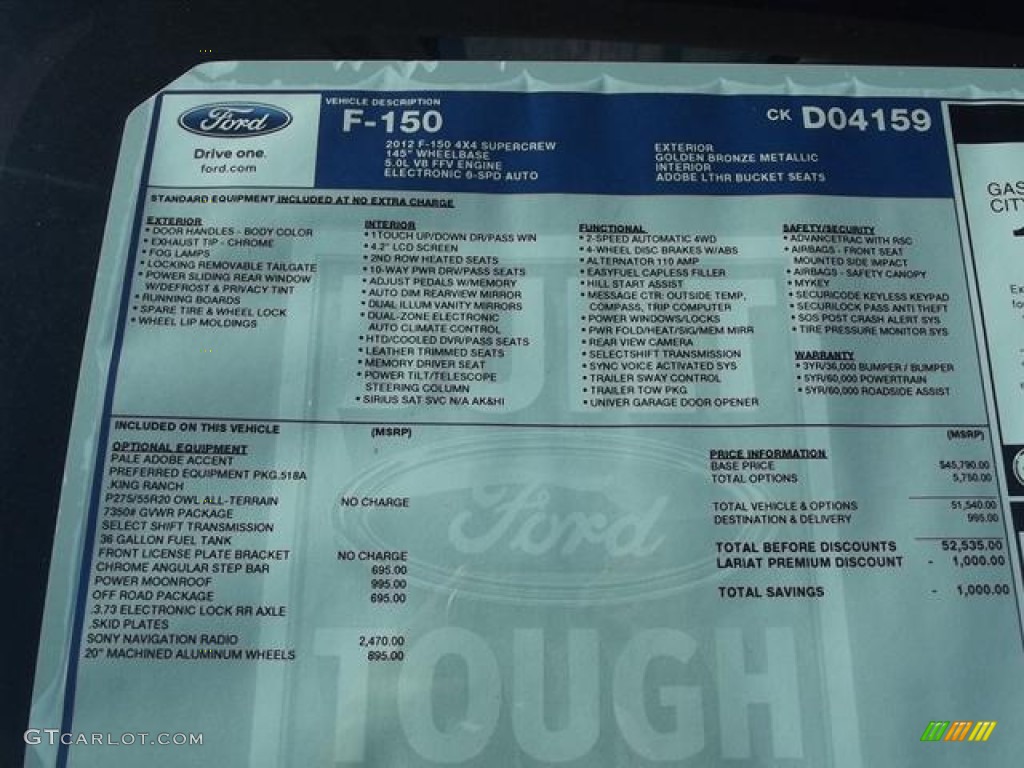 Ford
Drive one.
ford.com
VEHICLE DESCRIPTION
F-150
2012 F-150 4X4 SUPERCREW
145" WHEELBASE
5.0L V8 FFV ENGINE
ELECTRONIC 6-SPD AUTO
CK D04159
EXTERIOR
GOLDEN BRONZE METALLIC
INTERIOR
ADOBE LTHR BUCKET SEATS
STANDARD EQUIPMENT INCLUDED AT NO EXTRA CHARGE
EXTERIOR
• DOOR HANDLES - BODY COLOR
• EXHAUST TIP - CHROME
• FOG LAMPS
• LOCKING REMOVABLE TAILGATE
• POWER SLIDING REAR WINDOW
W/DEFROST & PRIVACY TINT
• RUNNING BOARDS
• SPARE TIRE & WHEEL LOCK
• WHEEL LIP MOLDINGS
INTERIOR
• 1TOUCH UP/DOWN DR/PASS WIN
• 4.2" LCD SCREEN
• 2ND ROW HEATED SEATS
• 10-WAY PWR DRV/PASS SEATS
• ADJUST PEDALS W/MEMORY
• AUTO DIM REARVIEW MIRROR
• DUAL ILLUM VANITY MIRRORS
• DUAL-ZONE ELECTRONIC
AUTO CLIMATE CONTROL
• HTD/COOLED DVR/PASS SEATS
• LEATHER TRIMMED SEATS
• MEMORY DRIVER SEAT
• POWER TILT/TELESCOPE
STEERING COLUMN
• SIRIUS SAT SVC N/A AK&HI
FUNCTIONAL
• 2-SPEED AUTOMATIC 4WD
• 4-WHEEL DISC BRAKES W/ABS
• ALTERNATOR 110 AMP
• EASYFUEL CAPLESS FILLER
• HILL START ASSIST
• MESSAGE CTR: OUTSIDE TEMP,
COMPASS, TRIP COMPUTER
• POWER WINDOWS/LOCKS
• PWR FOLD/HEAT/SIG/MEM MIRR
• REAR VIEW CAMERA
• SELECTSHIFT TRANSMISSION
• SYNC VOICE ACTIVATED SYS
• TRAILER SWAY CONTROL
• TRAILER TOW PKG
• UNIVER GARAGE DOOR OPENER
SAFETY/SECURITY
• ADVANCETRAC WITH RSC
• AIRBAGS - FRONT SEAT
MOUNTED SIDE IMPACT
• AIRBAGS - SAFETY CANOPY
• MYKEY
• SECURICODE KEYLESS KEYPAD
• SECURILOCK PASS ANTI THEFT
• SOS POST CRASH ALERT SYS
• TIRE PRESSURE MONITOR SYS
WARRANTY
• 3YR/36,000 BUMPER / BUMPER
• 5YR/60,000 POWERTRAIN
• 5YR/60,000 ROADSIDE ASSIST
GAS
CITY
INCLUDED ON THIS VEHICLE (MSRP)
OPTIONAL EQUIPMENT
PALE ADOBE ACCENT
PREFERRED EQUIPMENT PKG.518A
.KING RANCH
P275/55R20 OWL ALL-TERRAIN NO CHARGE
7350# GVWR PACKAGE
SELECT SHIFT TRANSMISSION
36 GALLON FUEL TANK
FRONT LICENSE PLATE BRACKET NO CHARGE
CHROME ANGULAR STEP BAR 695.00
POWER MOONROOF 995.00
OFF ROAD PACKAGE 695.00
.3.73 ELECTRONIC LOCK RR AXLE
.SKID PLATES
SONY NAVIGATION RADIO 2,470.00
20" MACHINED ALUMINUM WHEELS 895.00
(MSRP)
PRICE INFORMATION
BASE PRICE $45,790.00
TOTAL OPTIONS 5,750.00
TOTAL VEHICLE & OPTIONS 51,540.00
DESTINATION & DELIVERY 995.00
TOTAL BEFORE DISCOUNTS 52,535.00
LARIAT PREMIUM DISCOUNT - 1,000.00
TOTAL SAVINGS - 1,000.00
Ford
TOUGH
GTCARLOT.COM